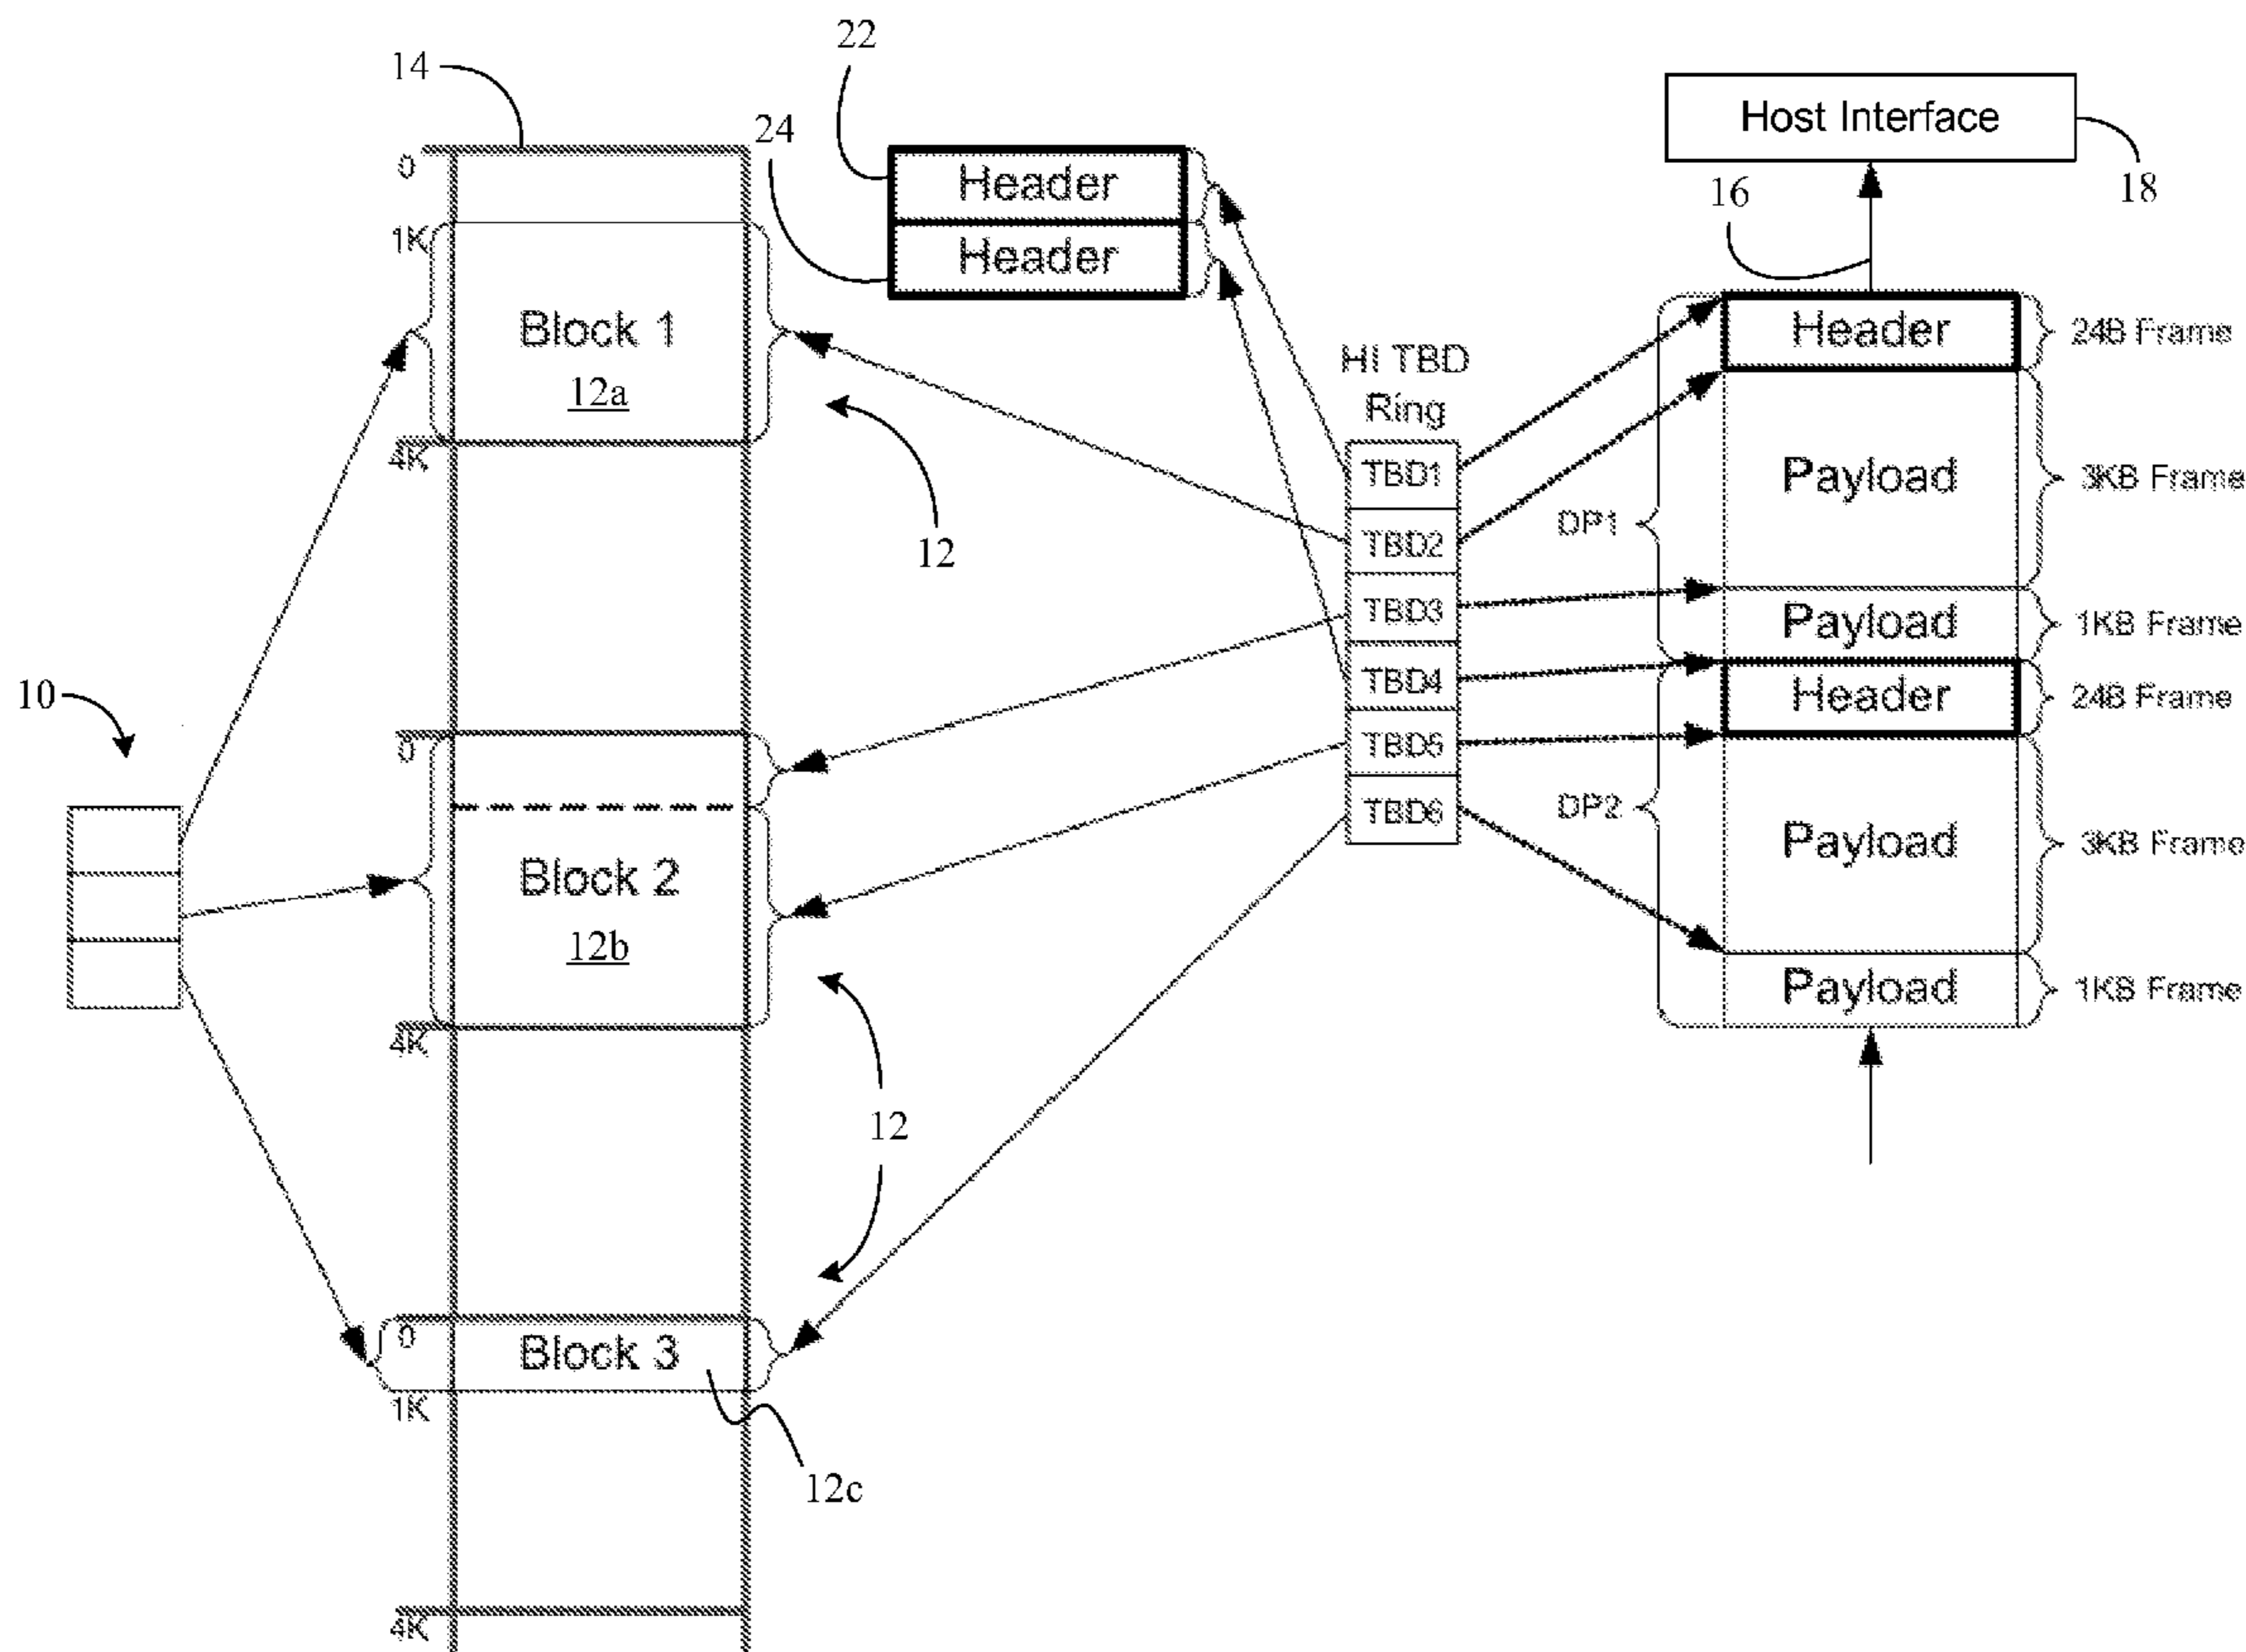 22
14
24
Host Interface
18
16
0
Header
1K
Header
Block 1
12a
12
4K
HI TBD
Ring
Header
24B Frame
TBD1
Payload
3KB Frame
DP1
TBD2
TBD3
Payload
1KB Frame
TBD4
Header
24B Frame
10
0
TBD5
TBD6
DP2
Payload
3KB Frame
Block 2
12b
Payload
1KB Frame
4K
12
0
Block 3
1K
12c
4K